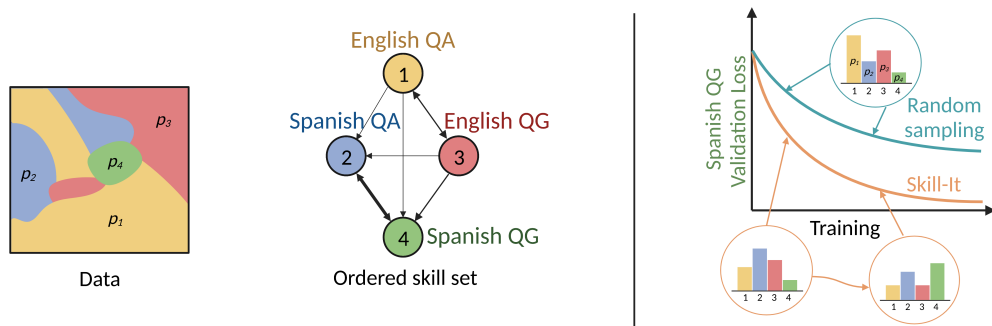 p₃
p₂
p₄
p₁
Data
English QA
1
Spanish QA
English QG
2
3
4
Spanish QG
Ordered skill set
Spanish QG
Validation Loss
p₁
p₂
p₃
p₄
1 2 3 4
Random
sampling
Skill-It
Training
1 2 3 4
1 2 3 4